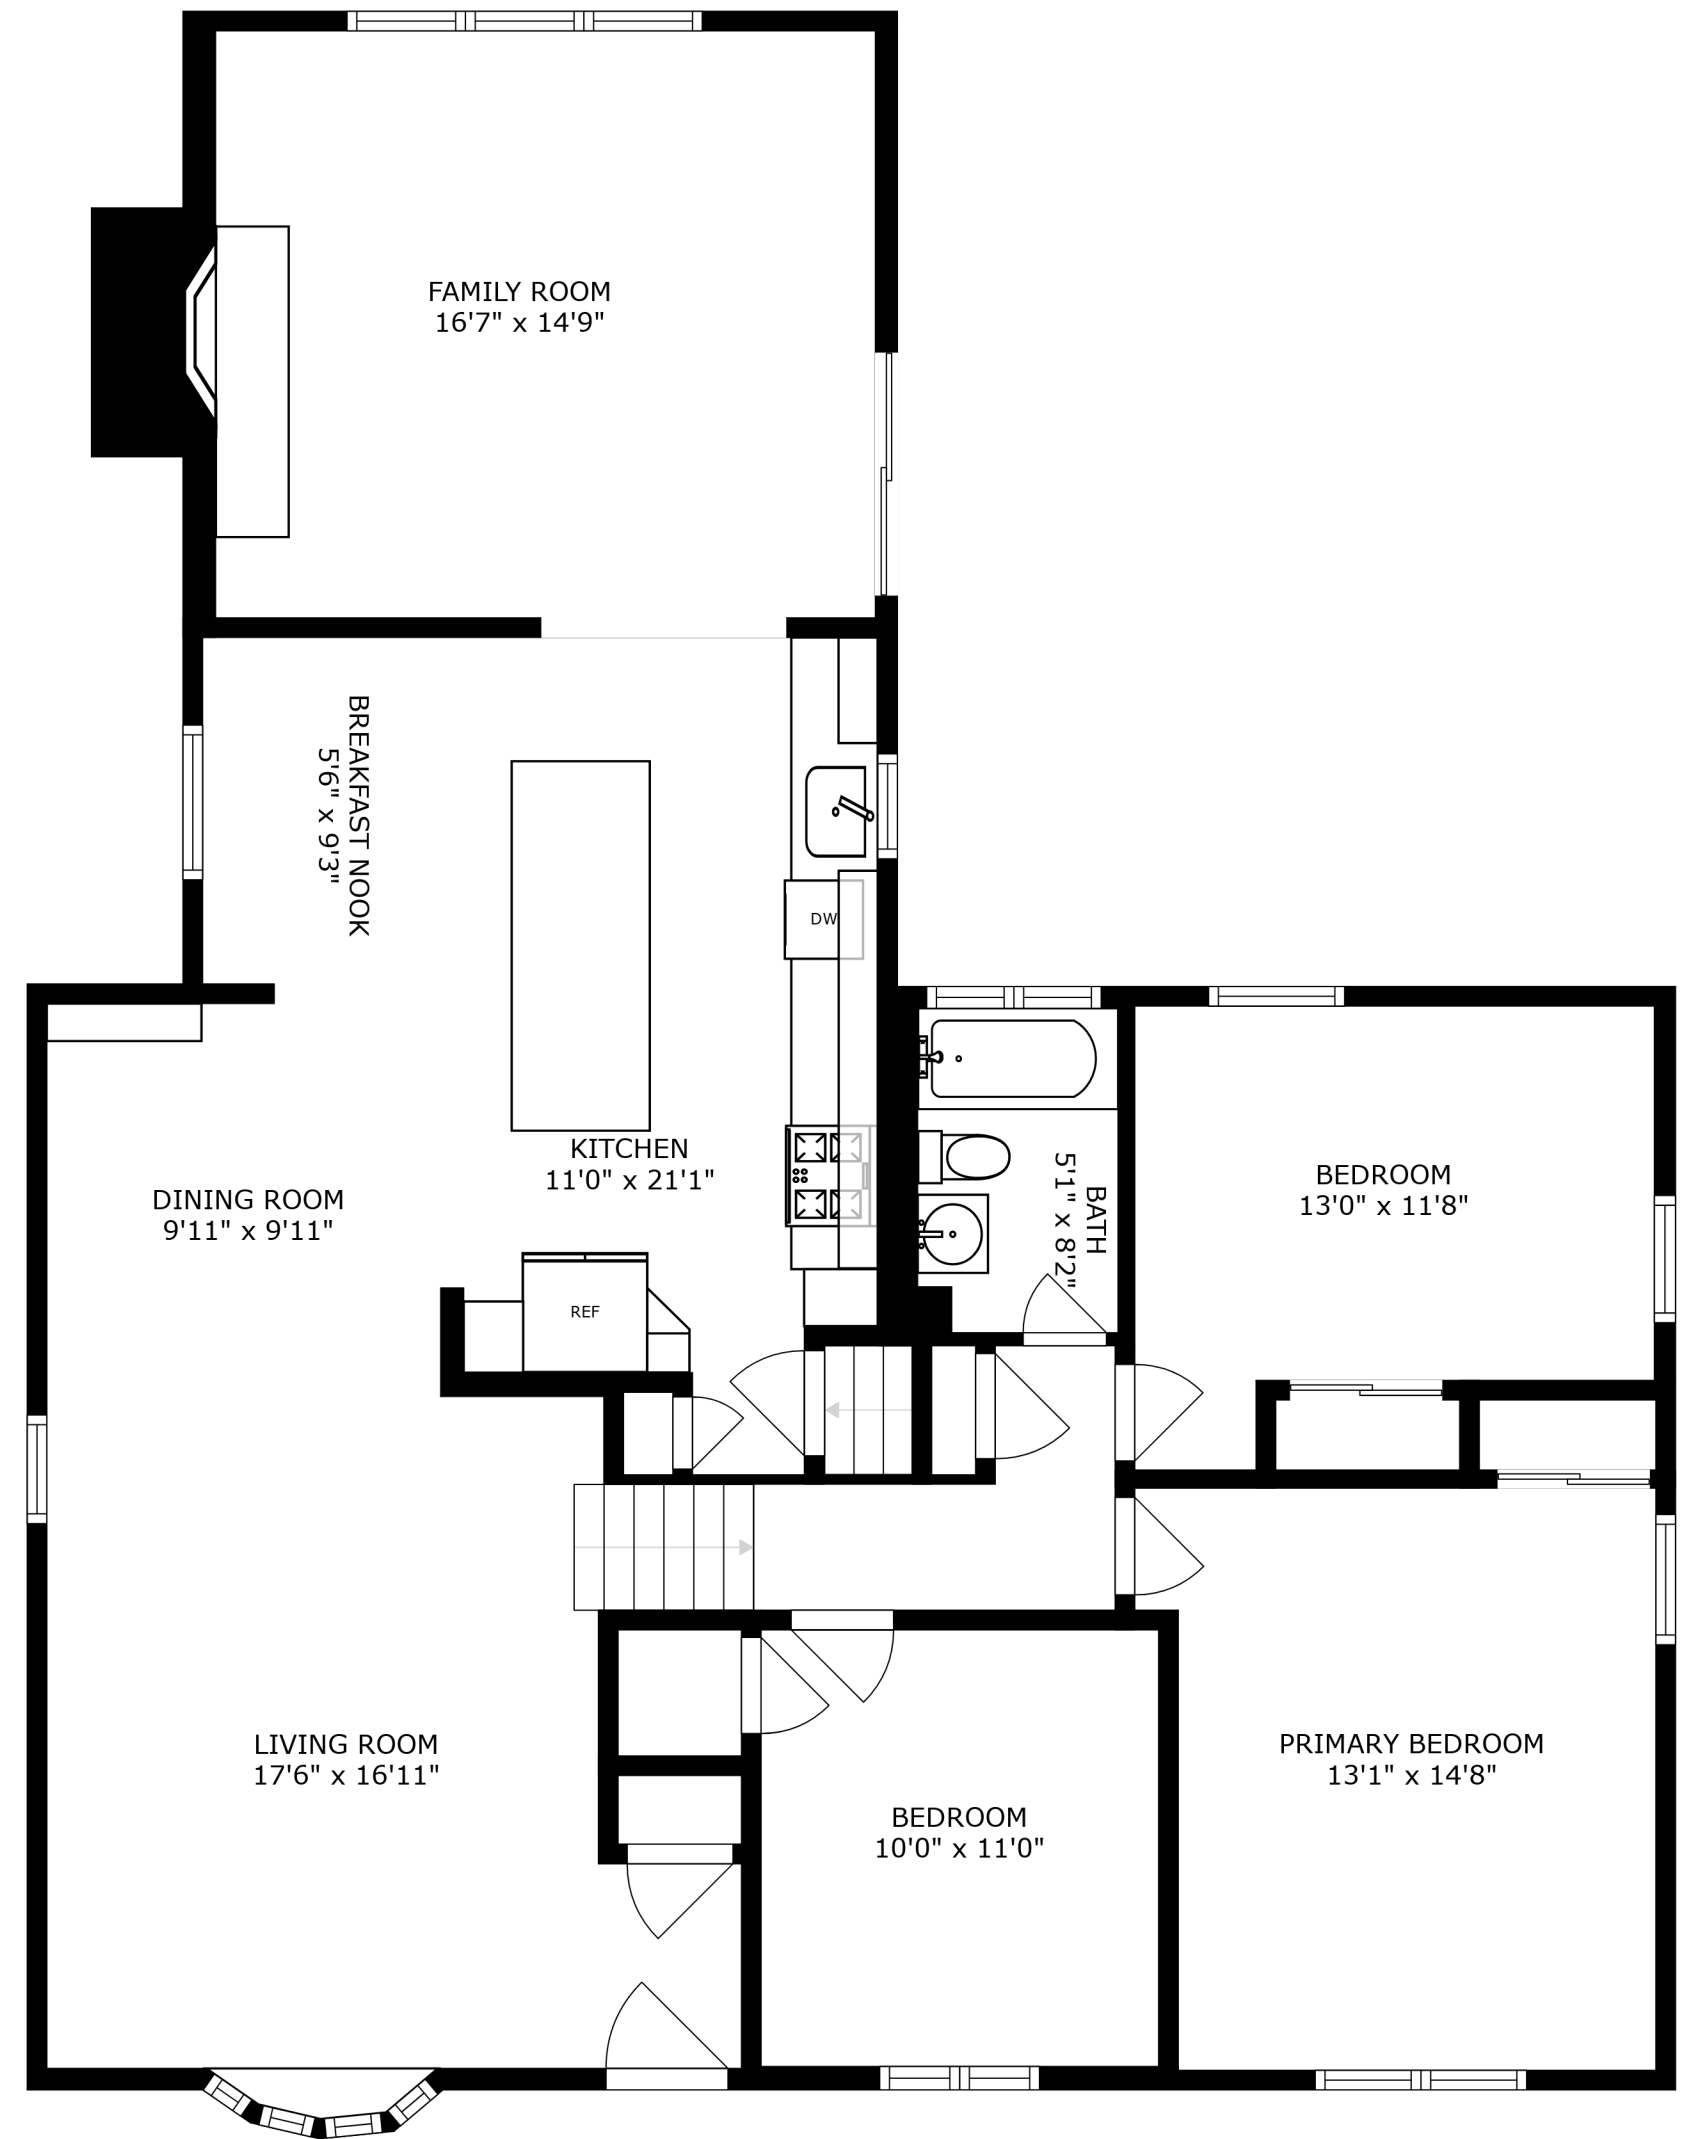 FAMILY ROOM
16'7" x 14'9"
BREAKFAST NOOK
5'6" x 9'3"
DW
KITCHEN
11'0" x 21'1"
DINING ROOM
9'11" x 9'11"
BATH
5'1" x 8'2"
BEDROOM
13'0" x 11'8"
REF
LIVING ROOM
17'6" x 16'11"
PRIMARY BEDROOM
13'1" x 14'8"
BEDROOM
10'0" x 11'0"